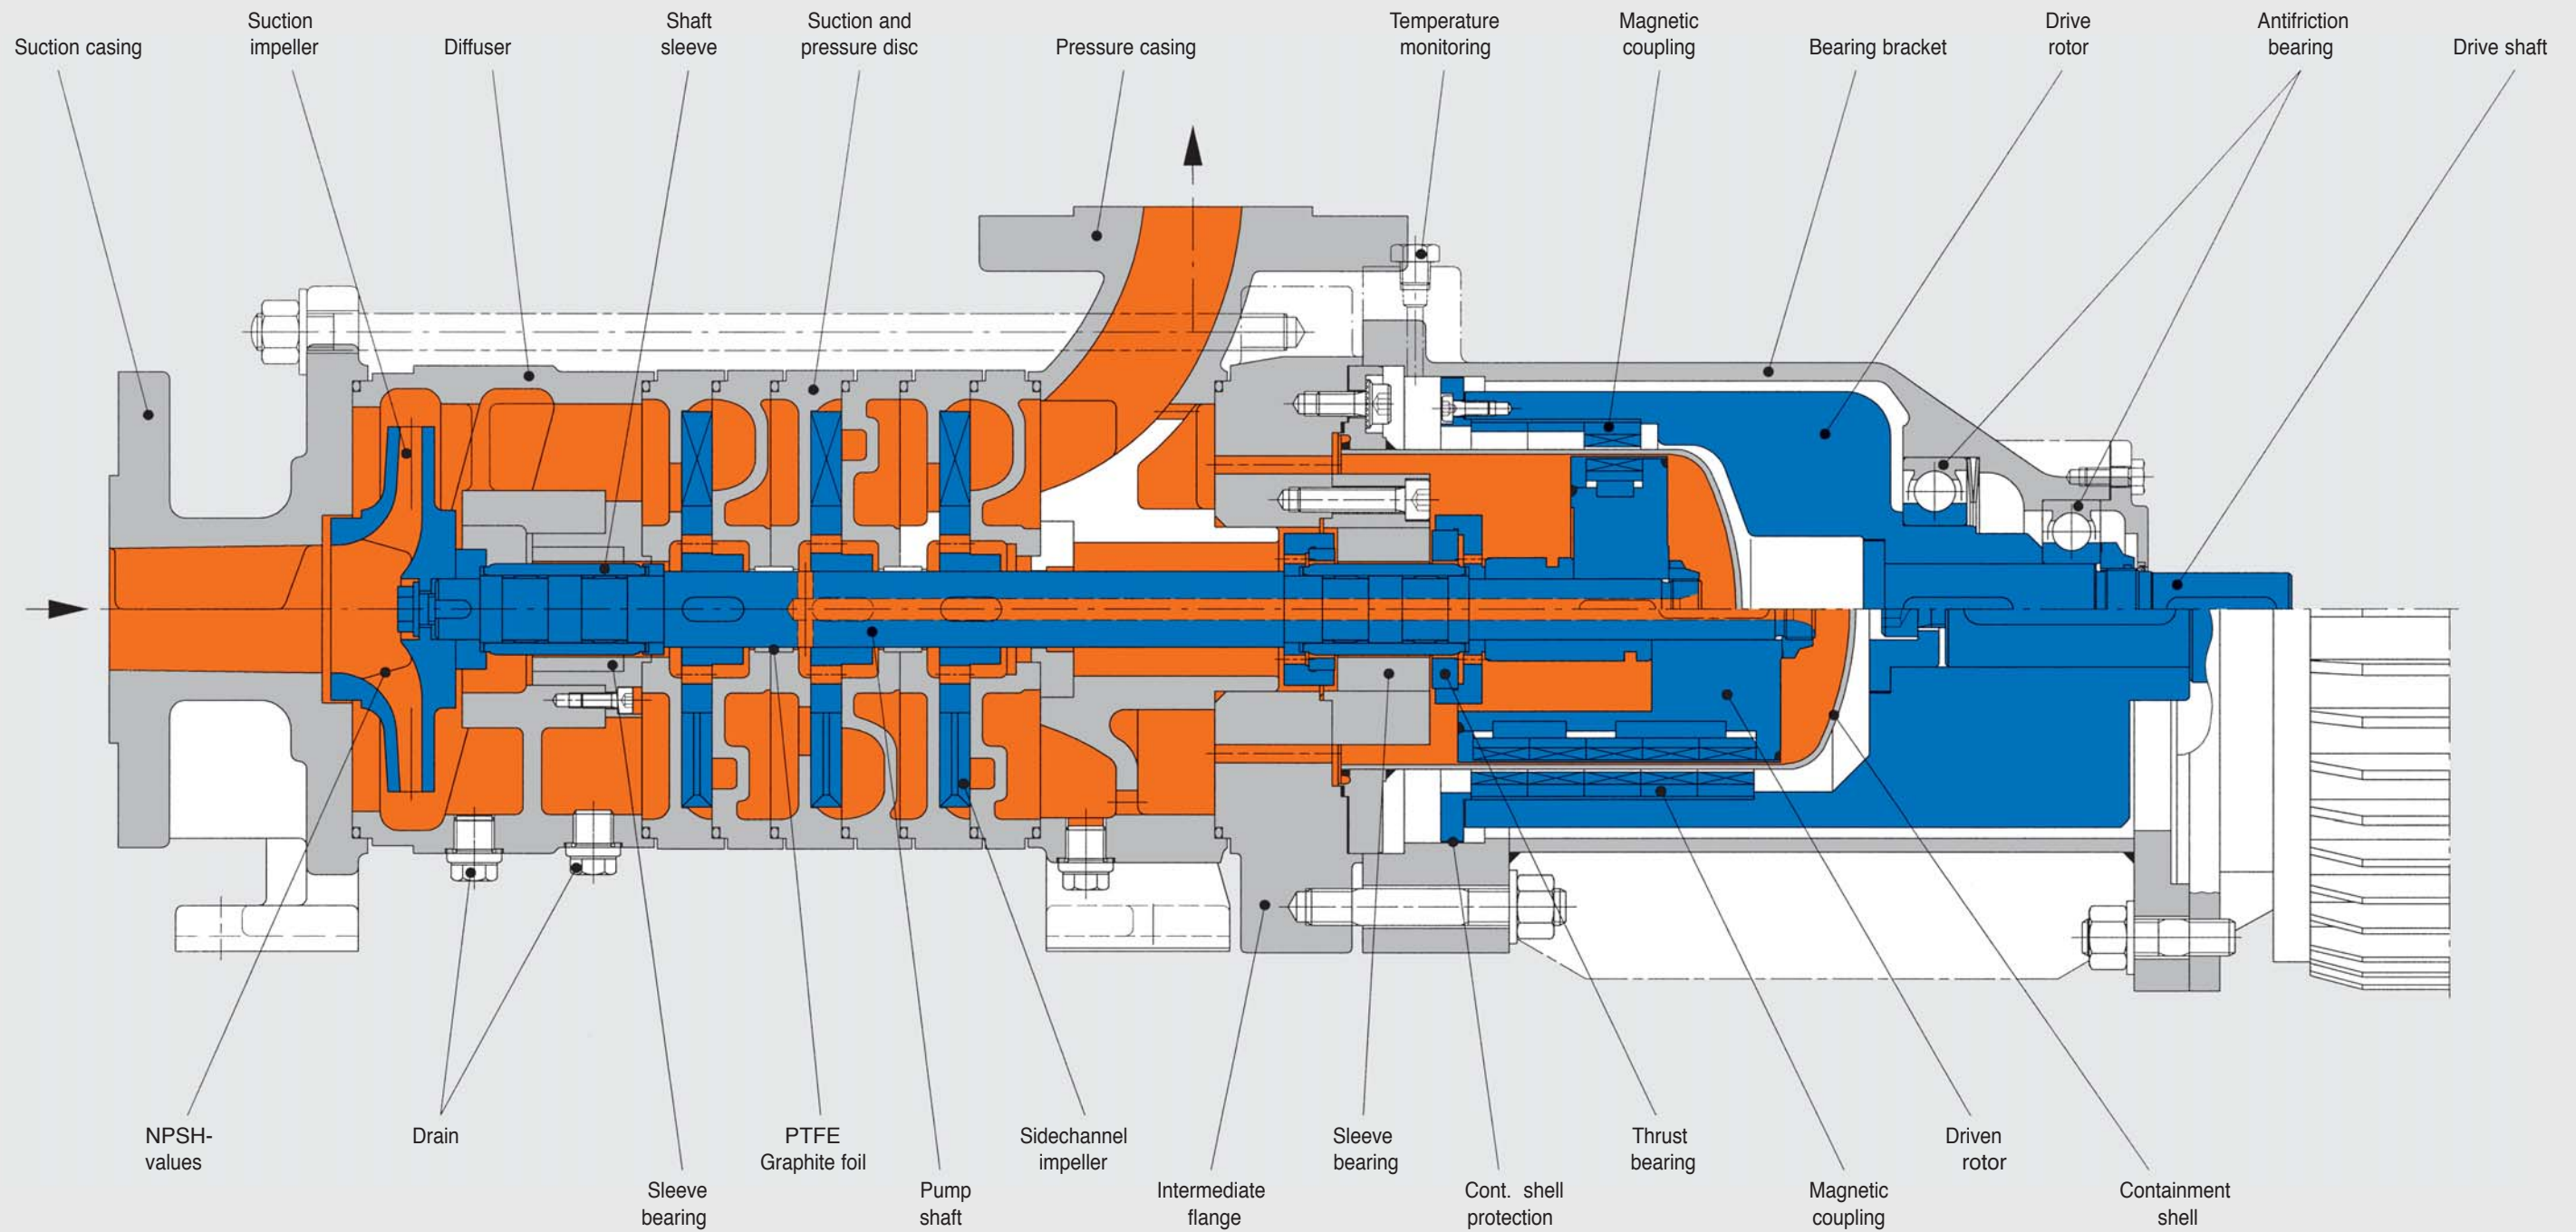 Suction casing
Suction
impeller
Diffuser
Shaft
sleeve
Suction and
pressure disc
Pressure casing
Temperature
monitoring
Magnetic
coupling
Bearing bracket
Drive
rotor
Antifriction
bearing
Drive shaft
NPSH-
values
Drain
Sleeve
bearing
PTFE
Graphite foil
Pump
shaft
Sidechannel
impeller
Intermediate
flange
Sleeve
bearing
Cont. shell
protection
Thrust
bearing
Magnetic
coupling
Driven
rotor
Containment
shell